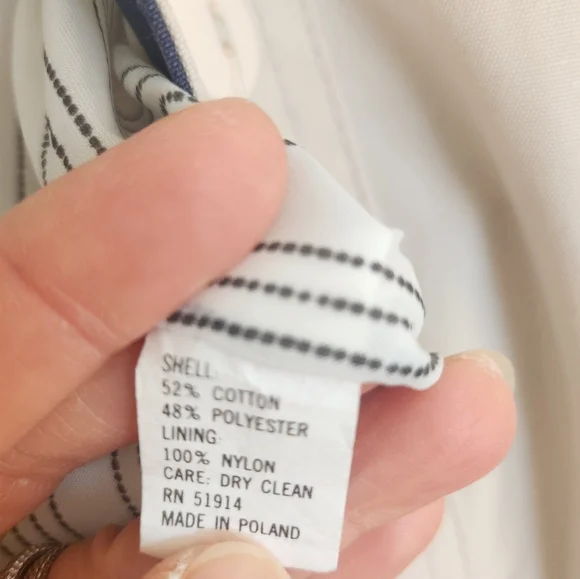 SHELL:
52% COTTON
48% POLYESTER
LINING:
100% NYLON
CARE: DRY CLEAN
RN 51914
MADE IN POLAND